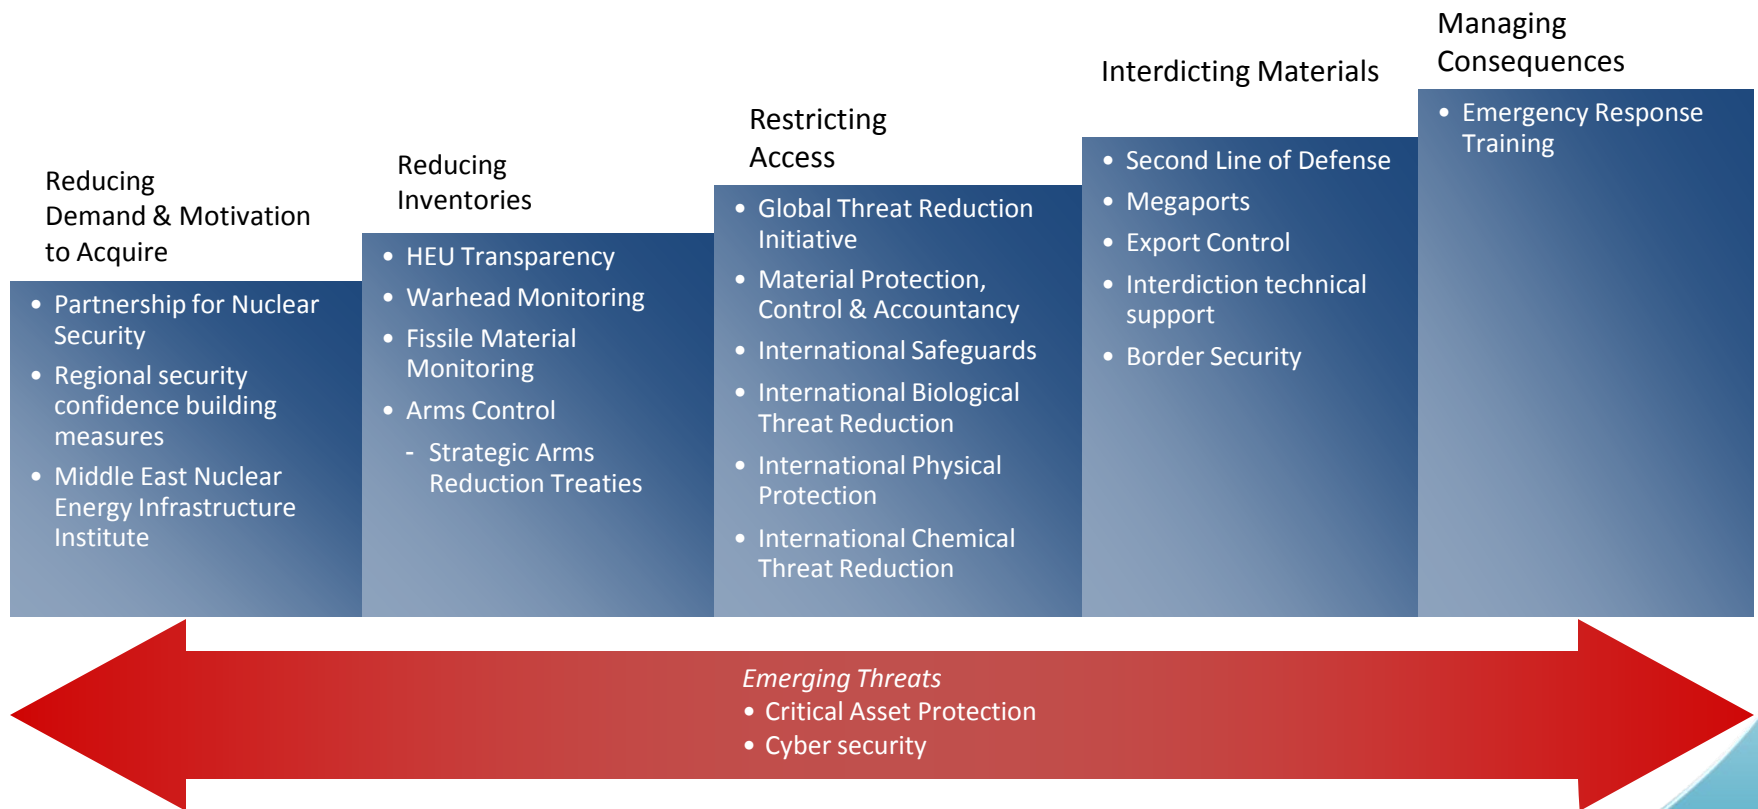 Reducing
Demand & Motivation
to Acquire
• Partnership for Nuclear
Security
• Regional security
confidence building
measures
• Middle East Nuclear
Energy Infrastructure
Institute
Reducing
Inventories
• HEU Transparency
• Warhead Monitoring
• Fissile Material
Monitoring
• Arms Control
- Strategic Arms
Reduction Treaties
Restricting
Access
• Global Threat Reduction
Initiative
• Material Protection,
Control & Accountancy
• International Safeguards
• International Biological
Threat Reduction
• International Physical
Protection
• International Chemical
Threat Reduction
Interdicting Materials
• Second Line of Defense
• Megaports
• Export Control
• Interdiction technical
support
• Border Security
Managing
Consequences
• Emergency Response
Training
Emerging Threats
• Critical Asset Protection
• Cyber security